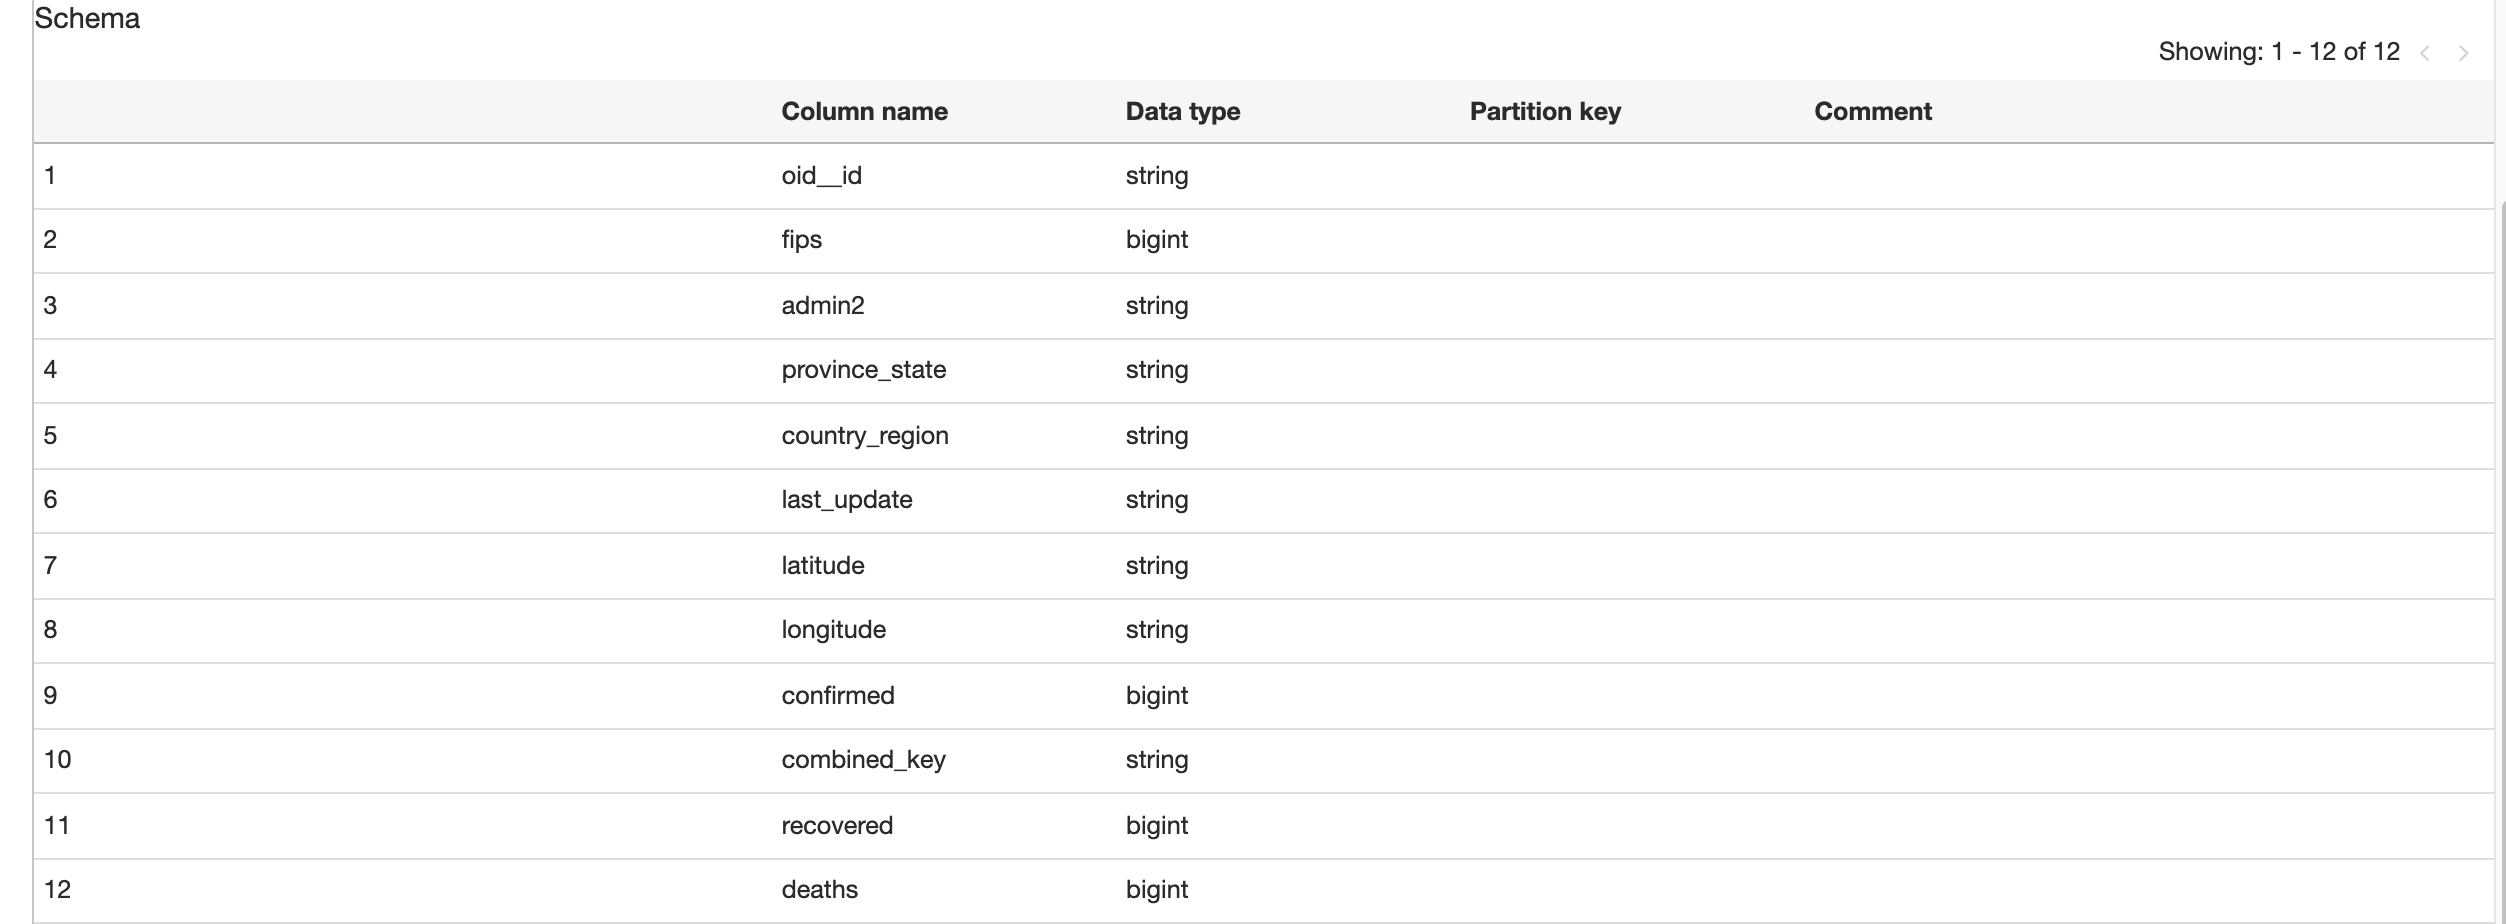 Schema
Showing: 1 - 12 of 12 < >
Column name Data type Partition key Comment
1 oid__id string
2 fips bigint
3 admin2 string
4 province_state string
5 country_region string
6 last_update string
7 latitude string
8 longitude string
9 confirmed bigint
10 combined_key string
11 recovered bigint
12 deaths bigint